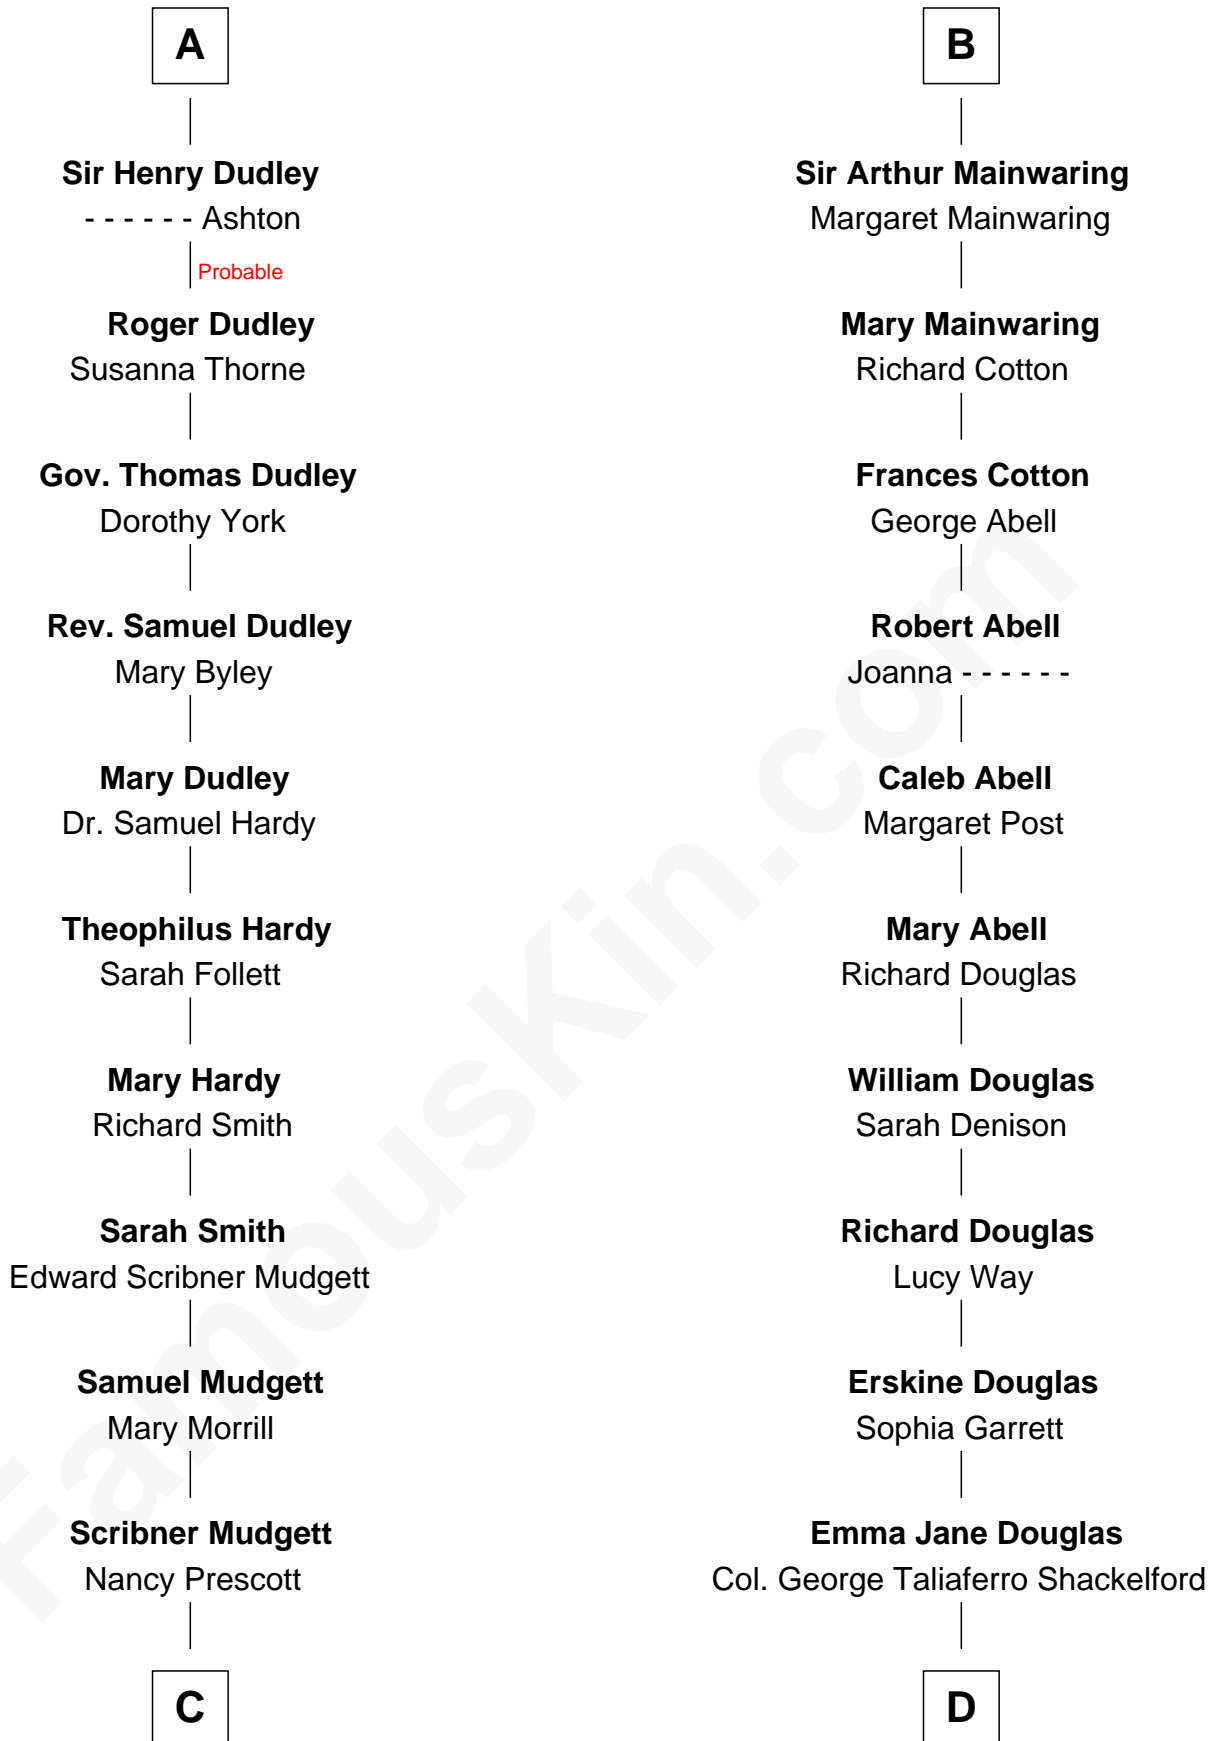 A
Sir Henry Dudley
- - - - - - Ashton
Probable
Roger Dudley
Susanna Thorne
Gov. Thomas Dudley
Dorothy York
Rev. Samuel Dudley
Mary Byley
Mary Dudley
Dr. Samuel Hardy
Theophilus Hardy
Sarah Follett
Mary Hardy
Richard Smith
Sarah Smith
Edward Scribner Mudgett
Samuel Mudgett
Mary Morrill
Scribner Mudgett
Nancy Prescott
C
B
Sir Arthur Mainwaring
Margaret Mainwaring
Mary Mainwaring
Richard Cotton
Frances Cotton
George Abell
Robert Abell
Joanna - - - - - -
Caleb Abell
Margaret Post
Mary Abell
Richard Douglas
William Douglas
Sarah Denison
Richard Douglas
Lucy Way
Erskine Douglas
Sophia Garrett
Emma Jane Douglas
Col. George Taliaferro Shackelford
D
FamousKin.com